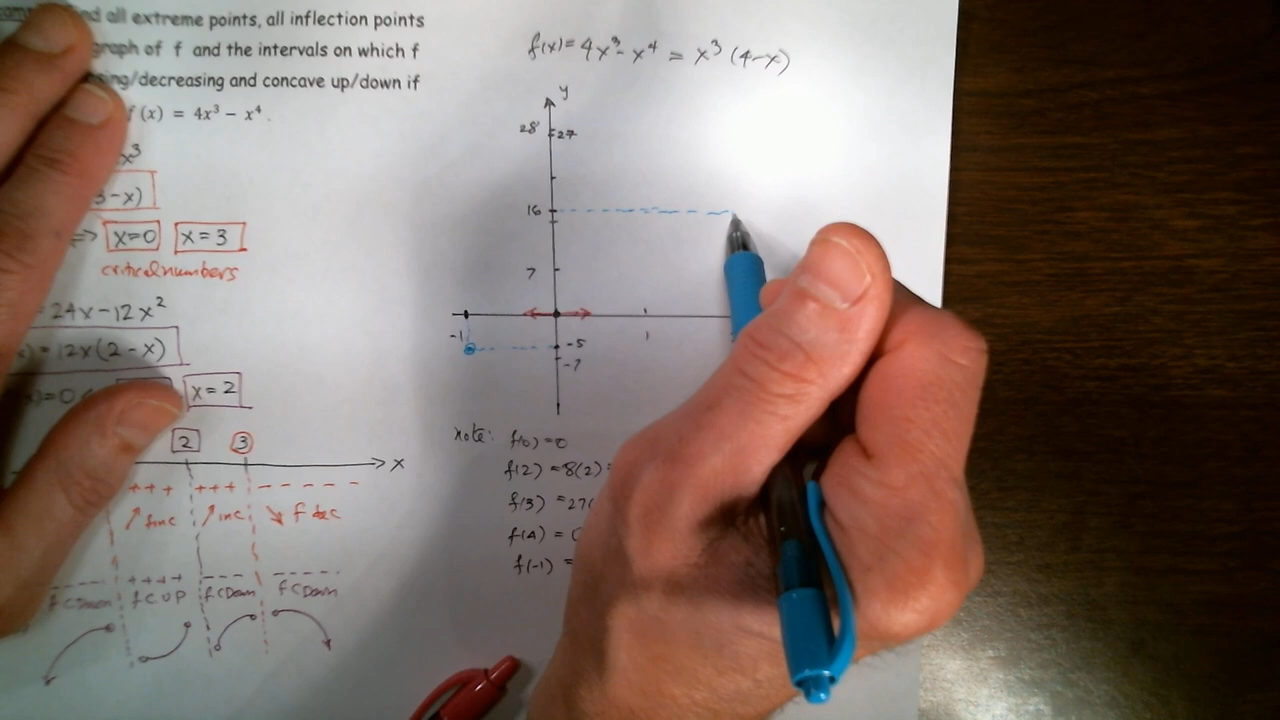 all extreme points, all inflection points
graph of f and the intervals on which f
/decreasing and concave up/down if
f (x) = 4x³ − x⁴ .
x³
3-x)
=> x=0 x=3
critical numbers
= 24x-12x²
x) = 12x(2-x)
x=2
2 3
x
+++ +++ ----
f inc inc f dec
---- ++++ --- ----
f C Down f C UP f C Down f C Down
f(x) = 4x³ - x⁴ = x³ (4-x)
y
28 27
16
7
-1 1
-5
-7
note: f(0) = 0
f(2) = 8(2)
f(3) = 27(
f(4) =
f(-1) =